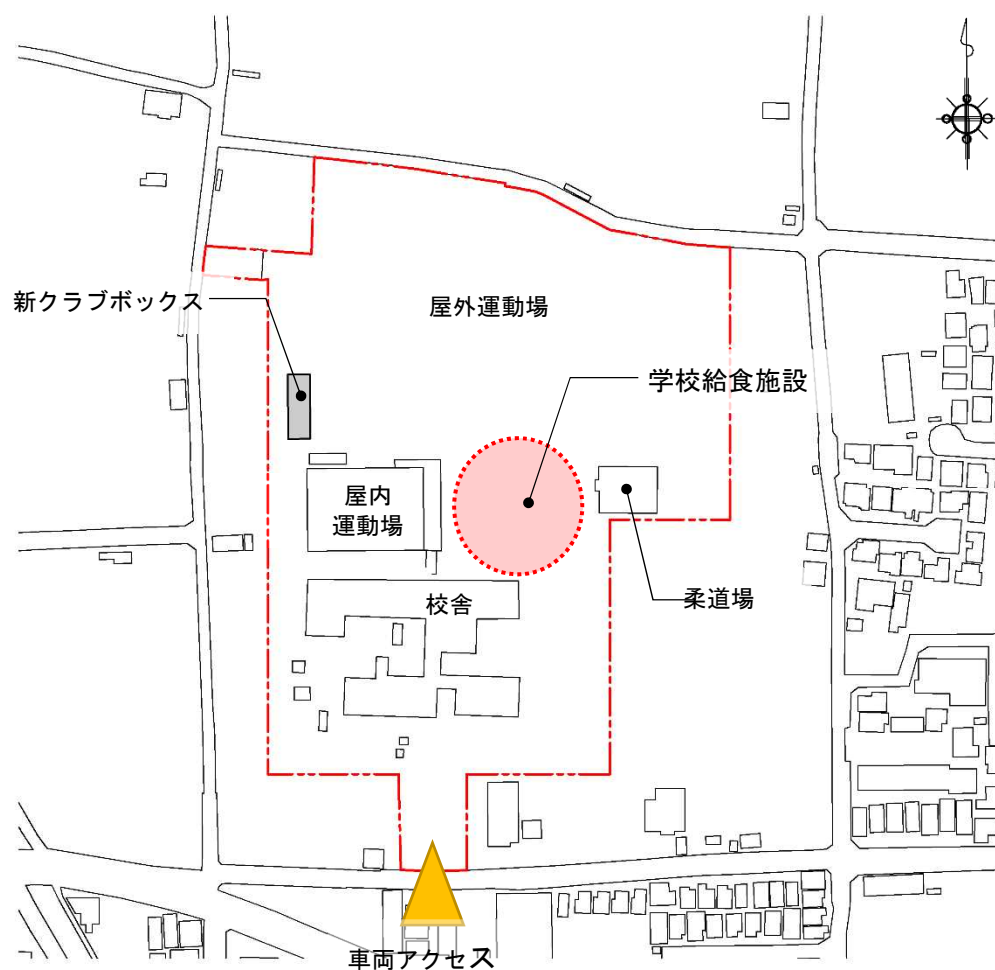 新クラブボックス
屋外運動場
学校給食施設
屋内
運動場
校舎
柔道場
車両アクセス